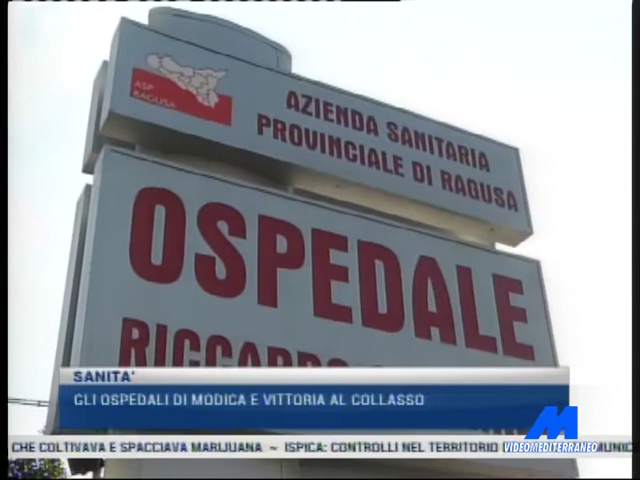 ASP
RAGUSA
AZIENDA SANITARIA
PROVINCIALE DI RAGUSA
OSPEDALE
SANITA'
GLI OSPEDALI DI MODICA E VITTORIA AL COLLASSO
VIDEOMEDITERRANEO
CHE COLTIVAVA E SPACCIAVA MARIJUANA ~ ISPICA: CONTROLLI NEL TERRITORIO